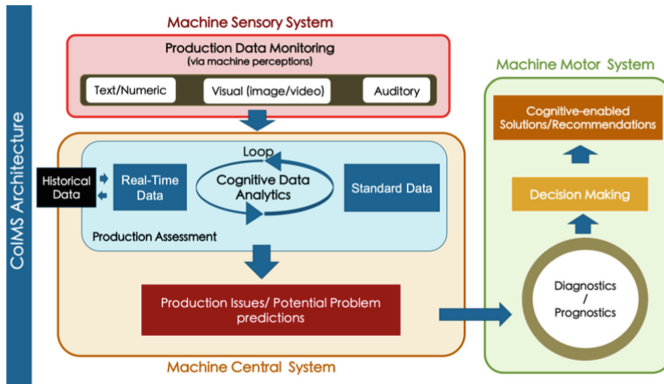 CoIMS Architecture
Machine Sensory System
Production Data Monitoring
(via machine perceptions)
Text/Numeric
Visual (image/video)
Auditory
Loop
Historical
Data
Real-Time
Data
Cognitive Data
Analytics
Standard Data
Production Assessment
Production Issues/ Potential Problem
predictions
Machine Central System
Machine Motor System
Cognitive-enabled
Solutions/Recommendations
Decision Making
Diagnostics
/
Prognostics